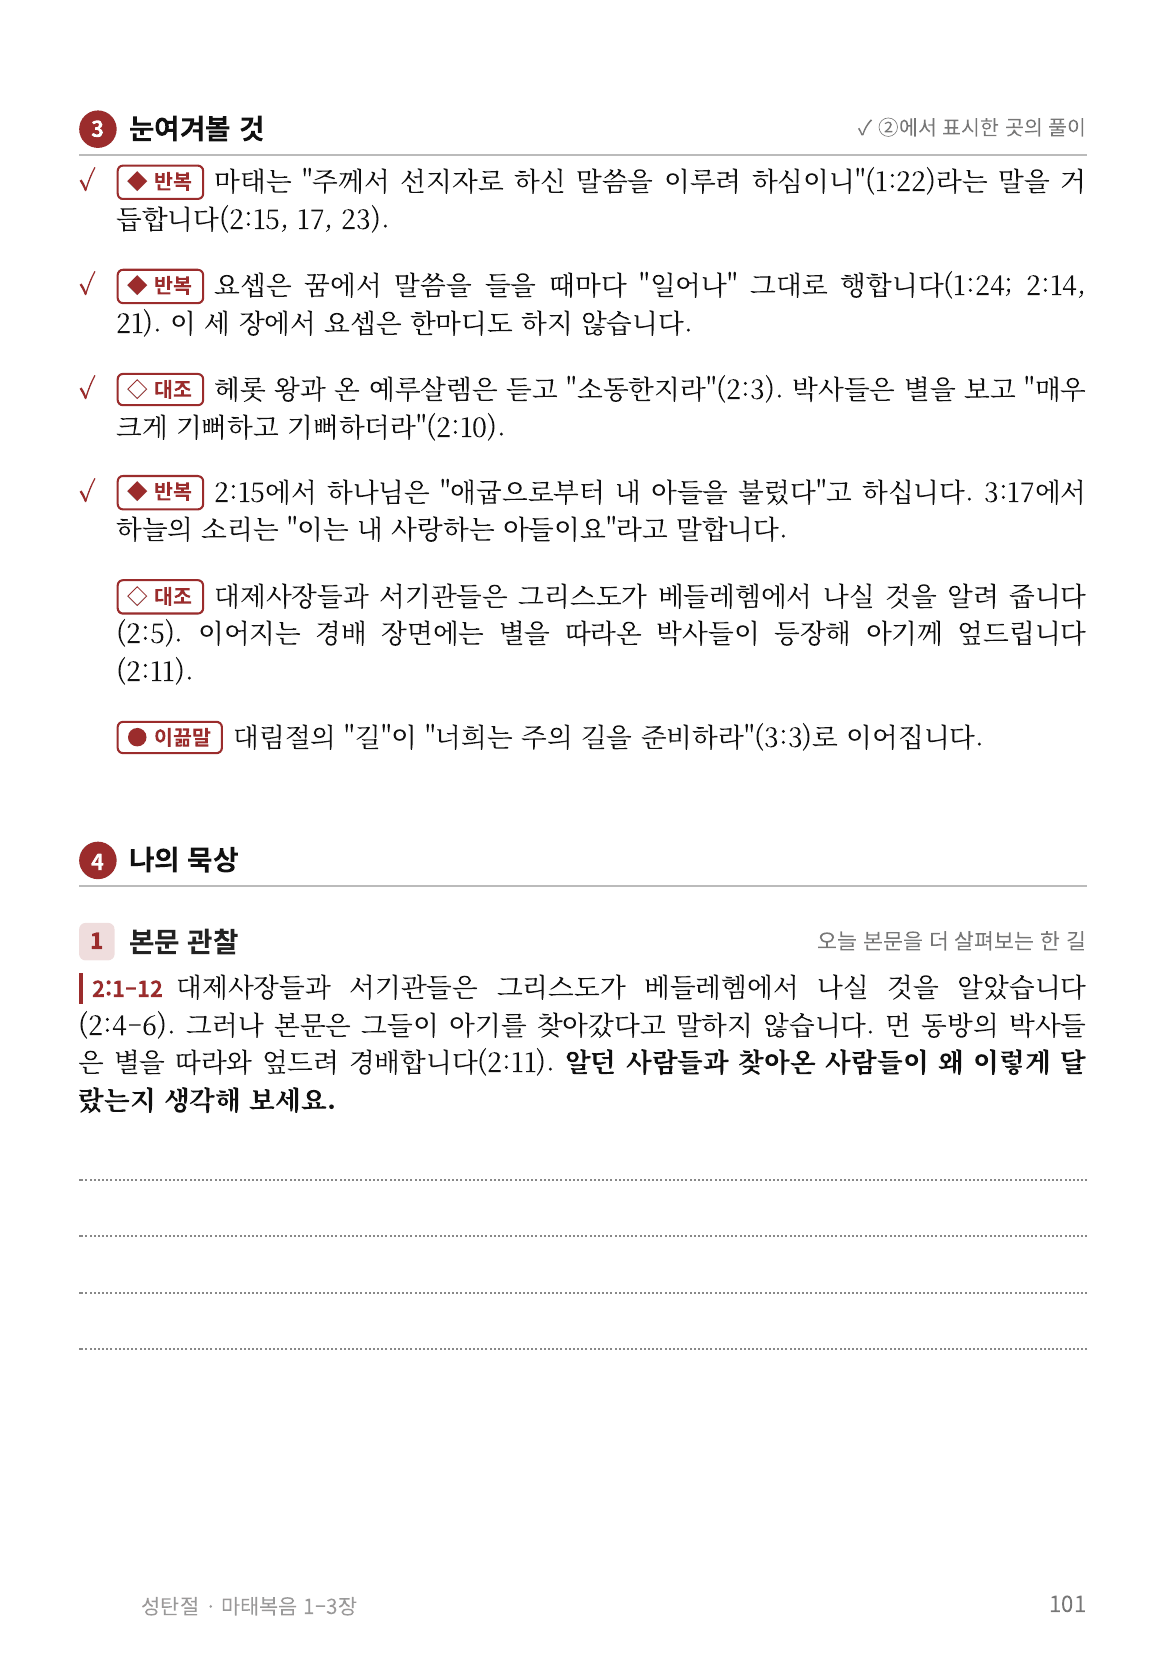 3 눈여겨볼 것
✓ ②에서 표시한 곳의 풀이
✓ ◆ 반복 마태는 "주께서 선지자로 하신 말씀을 이루려 하심이니"(1:22)라는 말을 거
듭합니다(2:15, 17, 23).
✓ ◆ 반복 요셉은 꿈에서 말씀을 들을 때마다 "일어나" 그대로 행합니다(1:24; 2:14,
21). 이 세 장에서 요셉은 한마디도 하지 않습니다.
✓ ◇ 대조 헤롯 왕과 온 예루살렘은 듣고 "소동한지라"(2:3). 박사들은 별을 보고 "매우
크게 기뻐하고 기뻐하더라"(2:10).
✓ ◆ 반복 2:15에서 하나님은 "애굽으로부터 내 아들을 불렀다"고 하십니다. 3:17에서
하늘의 소리는 "이는 내 사랑하는 아들이요"라고 말합니다.
◇ 대조 대제사장들과 서기관들은 그리스도가 베들레헴에서 나실 것을 알려 줍니다
(2:5). 이어지는 경배 장면에는 별을 따라온 박사들이 등장해 아기께 엎드립니다
(2:11).
● 이끎말 대림절의 "길"이 "너희는 주의 길을 준비하라"(3:3)로 이어집니다.
4 나의 묵상
1 본문 관찰
오늘 본문을 더 살펴보는 한 길
2:1–12 대제사장들과 서기관들은 그리스도가 베들레헴에서 나실 것을 알았습니다
(2:4–6). 그러나 본문은 그들이 아기를 찾아갔다고 말하지 않습니다. 먼 동방의 박사들
은 별을 따라와 엎드려 경배합니다(2:11). 알던 사람들과 찾아온 사람들이 왜 이렇게 달
랐는지 생각해 보세요.
성탄절 · 마태복음 1–3장
101